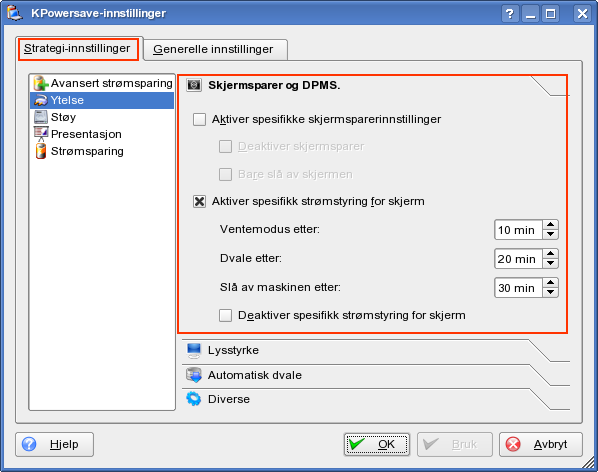 KPowersave-innstillinger
Strategi-innstillinger
Generelle innstillinger
Avansert strømsparing
Ytelse
Støy
Presentasjon
Strømsparing
Skjermsparer og DPMS.
Aktiver spesifikke skjermsparerinnstillinger
Deaktiver skjermsparer
Bare slå av skjermen
Aktiver spesifikk strømstyring for skjerm
Ventemodus etter: 10 min
Dvale etter: 20 min
Slå av maskinen etter: 30 min
Deaktiver spesifikk strømstyring for skjerm
Lysstyrke
Automatisk dvale
Diverse
Hjelp
OK
Bruk
Avbryt